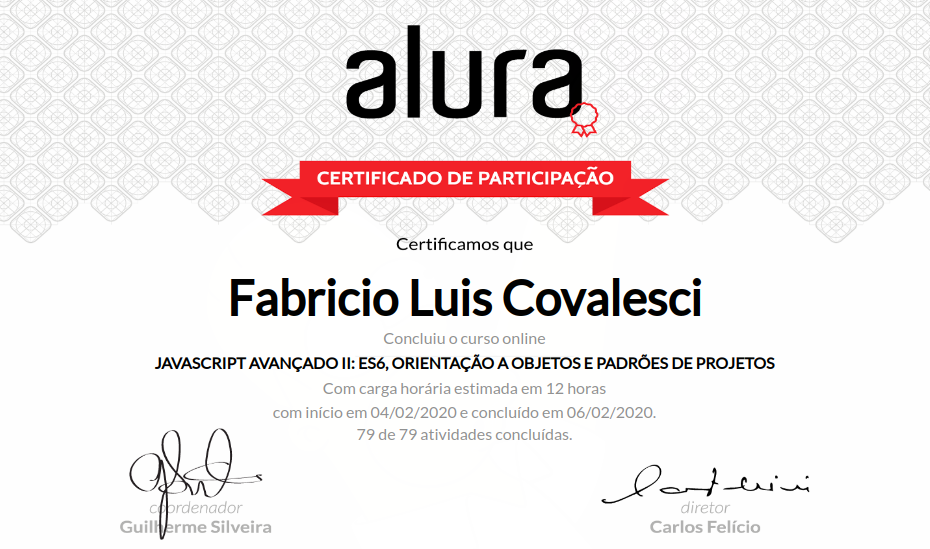 alura
CERTIFICADO DE PARTICIPAÇÃO
Certificamos que
Fabricio Luis Covalesci
Concluiu o curso online
JAVASCRIPT AVANÇADO II: ES6, ORIENTAÇÃO A OBJETOS E PADRÕES DE PROJETOS
Com carga horária estimada em 12 horas
com início em 04/02/2020 e concluído em 06/02/2020.
79 de 79 atividades concluídas.
coordenador
Guilherme Silveira
diretor
Carlos Felício